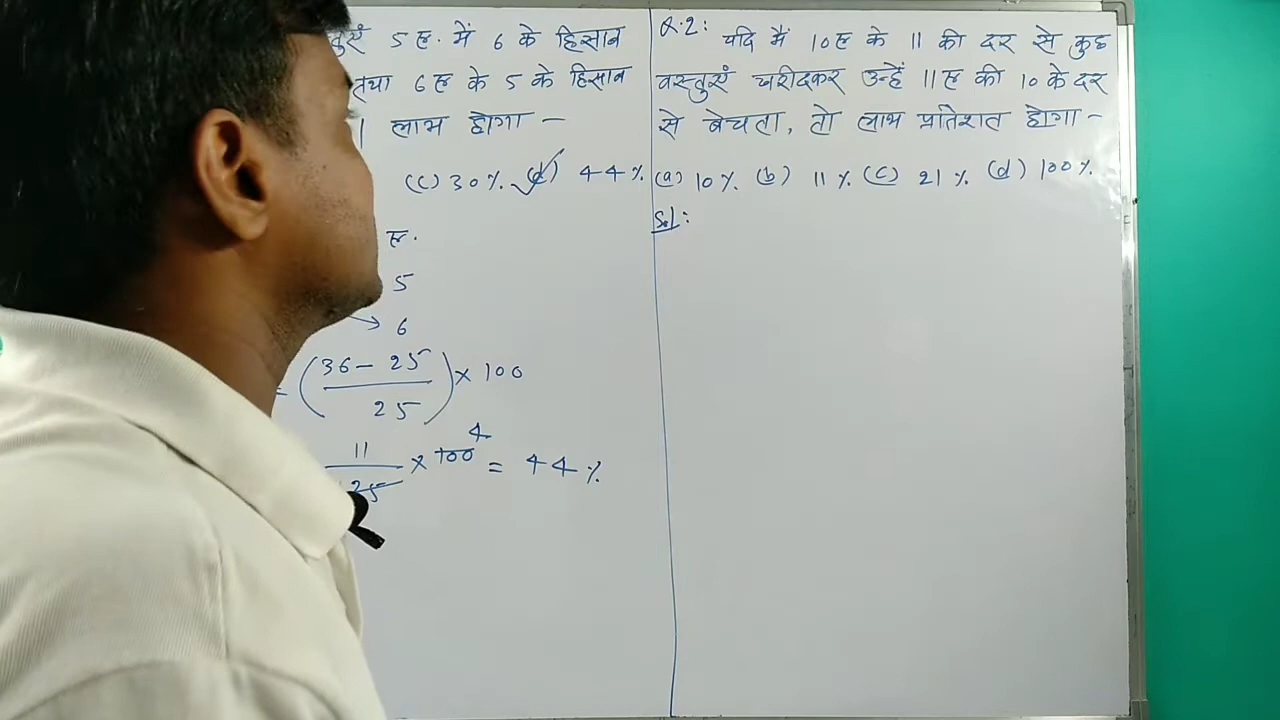 5 रु. में 6 के हिसाब
तथा 6 रु के 5 के हिसाब
लाभ होगा —
(c) 30 %. (d) 44 %.
रु.
5
→ 6
= (36 - 25 / 25) × 100
11 / 25 × 100 4 = 44 %
Q.2: यदि मैं 10 रु के 11 की दर से कुछ
वस्तुएं खरीदकर उन्हें 11 रु की 10 के दर
से बेचता, तो लाभ प्रतिशत होगा -
(a) 10 %. (b) 11 %. (c) 21 %. (d) 100 %.
Sol: